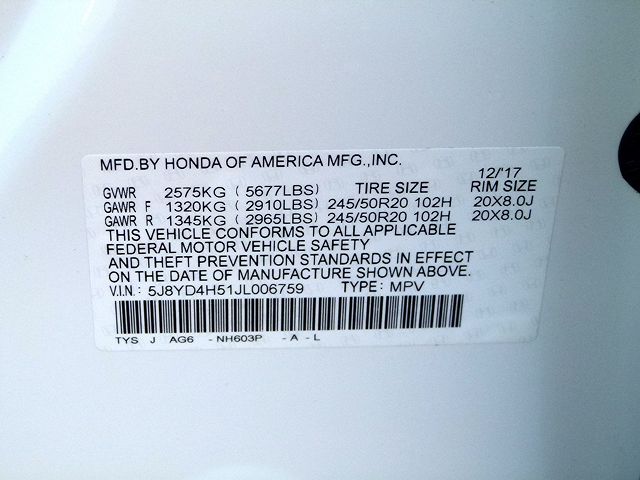 MFD.BY HONDA OF AMERICA MFG.,INC.
12/'17
GVWR 2575KG ( 5677LBS) TIRE SIZE RIM SIZE
GAWR F 1320KG ( 2910LBS) 245/50R20 102H 20X8.0J
GAWR R 1345KG ( 2965LBS) 245/50R20 102H 20X8.0J
THIS VEHICLE CONFORMS TO ALL APPLICABLE
FEDERAL MOTOR VEHICLE SAFETY
AND THEFT PREVENTION STANDARDS IN EFFECT
ON THE DATE OF MANUFACTURE SHOWN ABOVE.
V.I.N.: 5J8YD4H51JL006759 TYPE: MPV
TYS J AG6 - NH603P - A - L